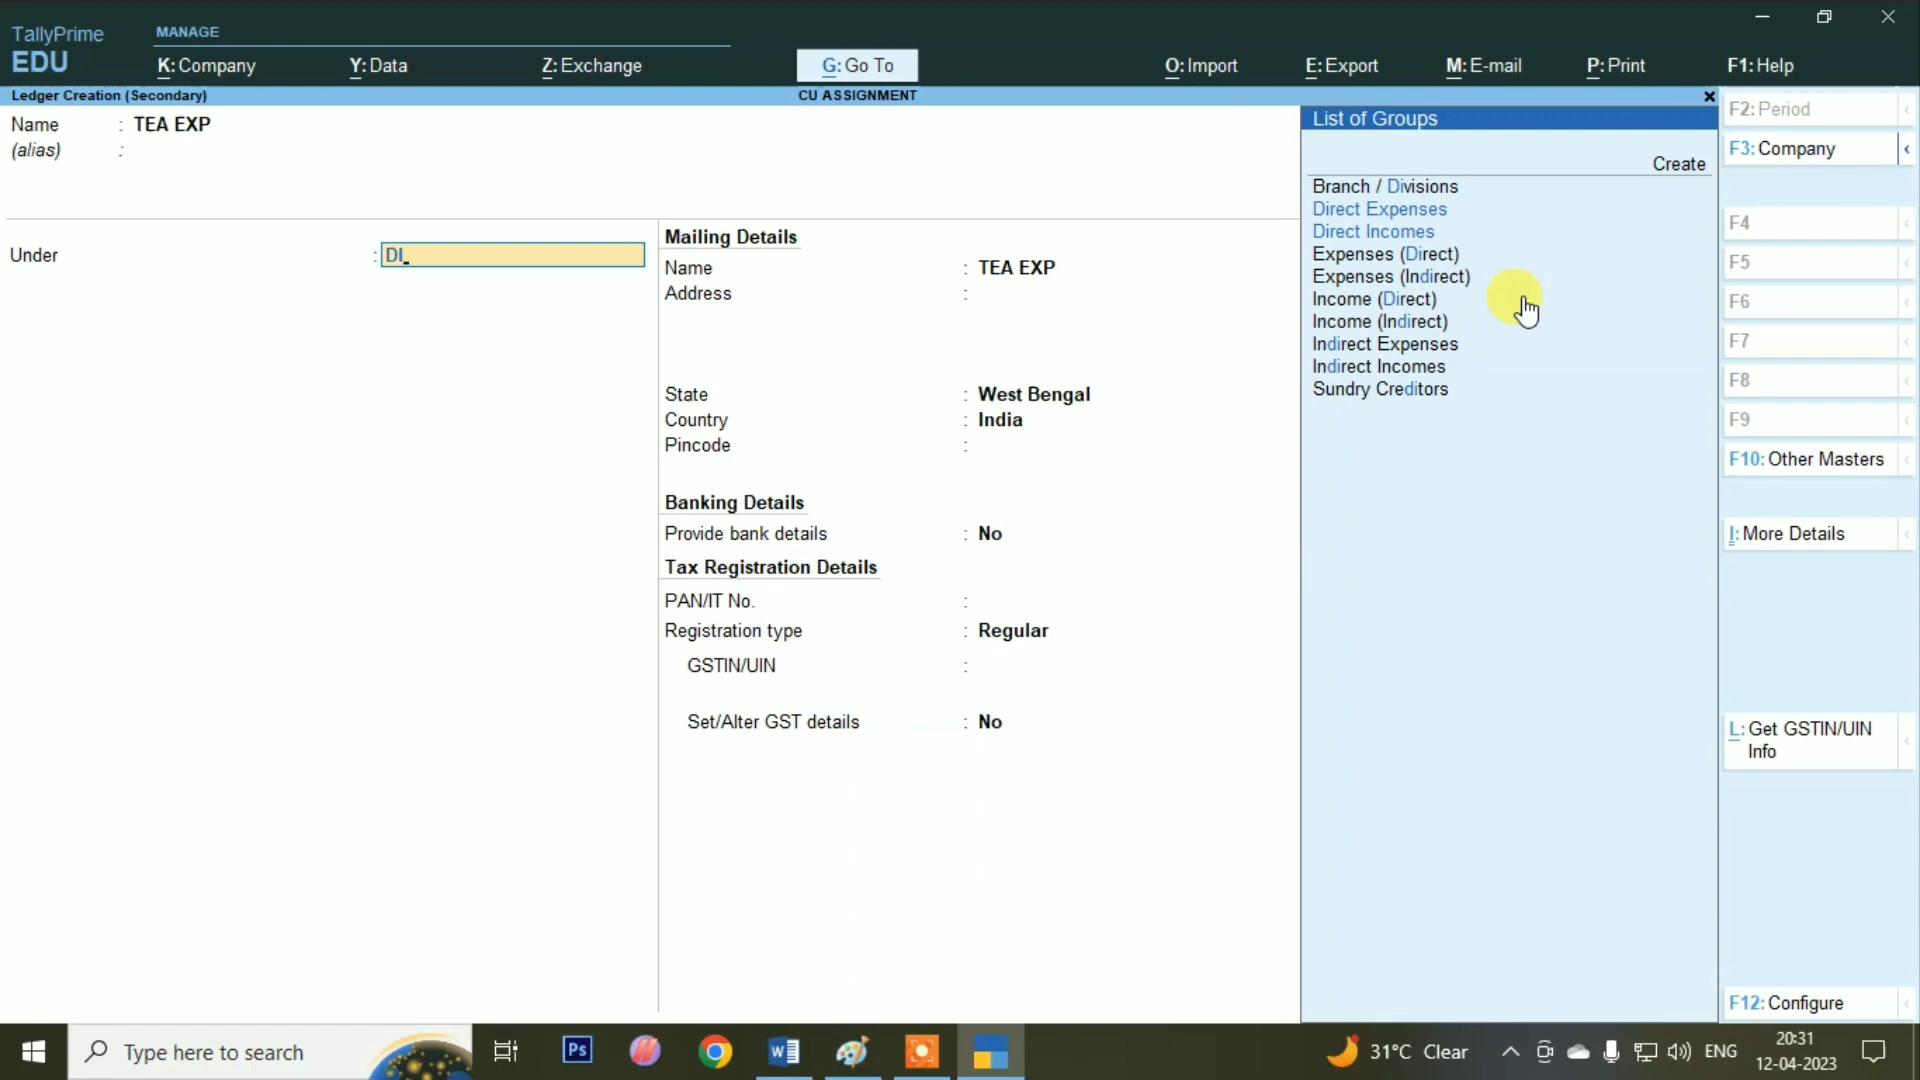 TallyPrime
EDU
MANAGE
K: Company
Y: Data
Z: Exchange
G: Go To
O: Import
E: Export
M: E-mail
P: Print
F1: Help
Ledger Creation (Secondary)
CU ASSIGNMENT
Name : TEA EXP
(alias) :
Under : DI
Mailing Details
Name : TEA EXP
Address :
State : West Bengal
Country : India
Pincode :
Banking Details
Provide bank details : No
Tax Registration Details
PAN/IT No. :
Registration type : Regular
GSTIN/UIN :
Set/Alter GST details : No
List of Groups
Create
Branch / Divisions
Direct Expenses
Direct Incomes
Expenses (Direct)
Expenses (Indirect)
Income (Direct)
Income (Indirect)
Indirect Expenses
Indirect Incomes
Sundry Creditors
F2: Period
F3: Company
F4
F5
F6
F7
F8
F9
F10: Other Masters
I: More Details
L: Get GSTIN/UIN
Info
F12: Configure
Type here to search
Ps
W
31°C Clear
ENG
20:31
12-04-2023